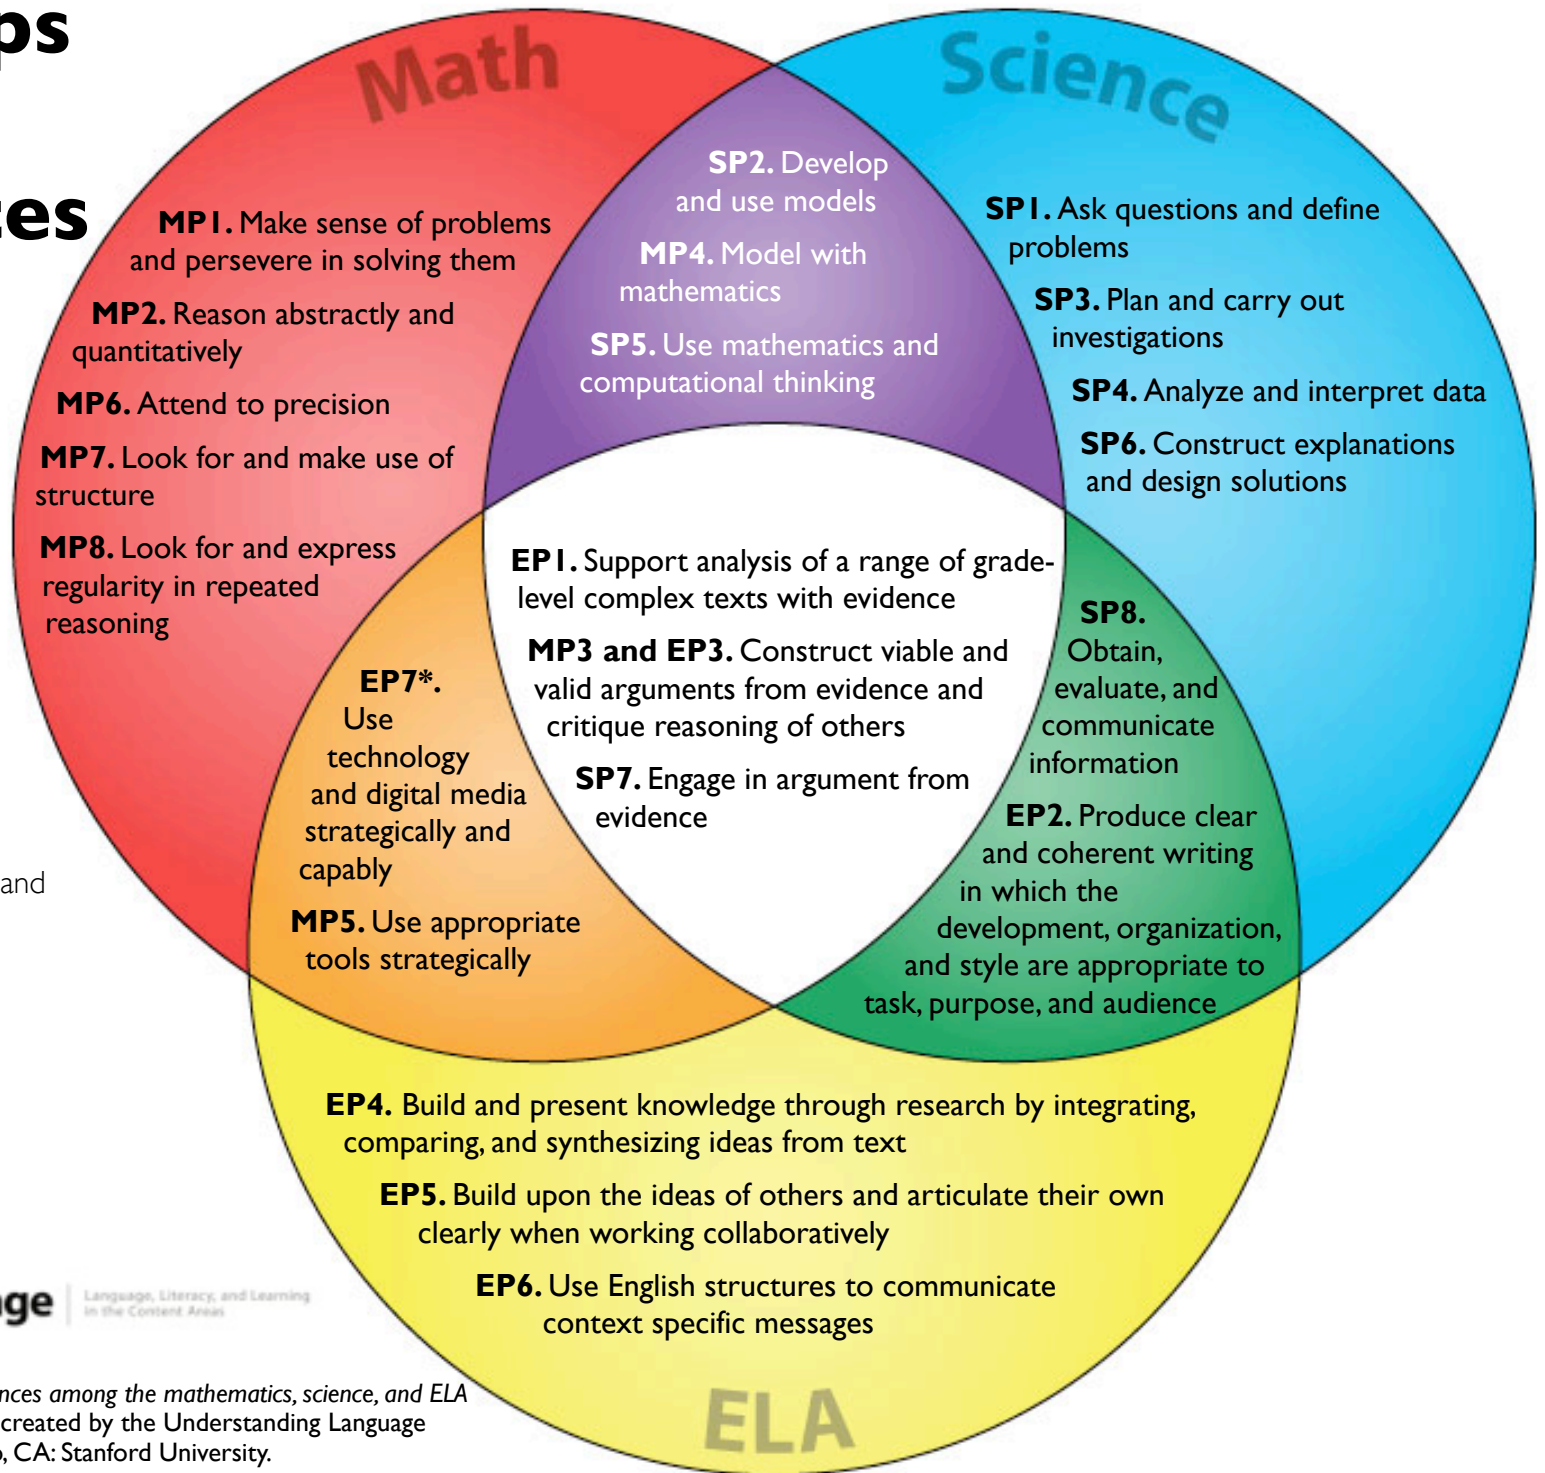 ps
tes
Math
MP1. Make sense of problems
and persevere in solving them
MP2. Reason abstractly and
quantitatively
MP6. Attend to precision
MP7. Look for and make use of
structure
MP8. Look for and express
regularity in repeated
reasoning
SP2. Develop
and use models
MP4. Model with
mathematics
SP5. Use mathematics and
computational thinking
Science
SP1. Ask questions and define
problems
SP3. Plan and carry out
investigations
SP4. Analyze and interpret data
SP6. Construct explanations
and design solutions
EP1. Support analysis of a range of grade-
level complex texts with evidence
MP3 and EP3. Construct viable and
valid arguments from evidence and
critique reasoning of others
SP7. Engage in argument from
evidence
EP7*.
Use
technology
and digital media
strategically and
capably
MP5. Use appropriate
tools strategically
SP8.
Obtain,
evaluate, and
communicate
information
EP2. Produce clear
and coherent writing
in which the
development, organization,
and style are appropriate to
task, purpose, and audience
EP4. Build and present knowledge through research by integrating,
comparing, and synthesizing ideas from text
EP5. Build upon the ideas of others and articulate their own
clearly when working collaboratively
EP6. Use English structures to communicate
context specific messages
ELA
and
ge
Language, Literacy, and Learning
in the Content Areas
nces among the mathematics, science, and ELA
created by the Understanding Language
, CA: Stanford University.